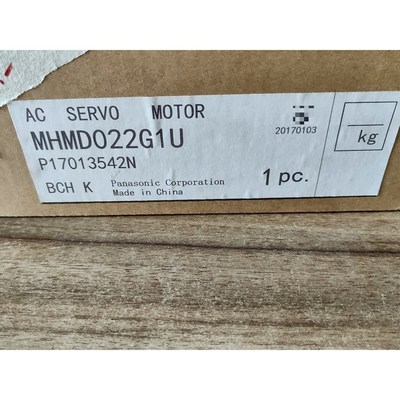 AC SERVO MOTOR
MHMD022G1U
20170103
kg
P17013542N
BCH K Panasonic Corporation
Made in China
1 pc.